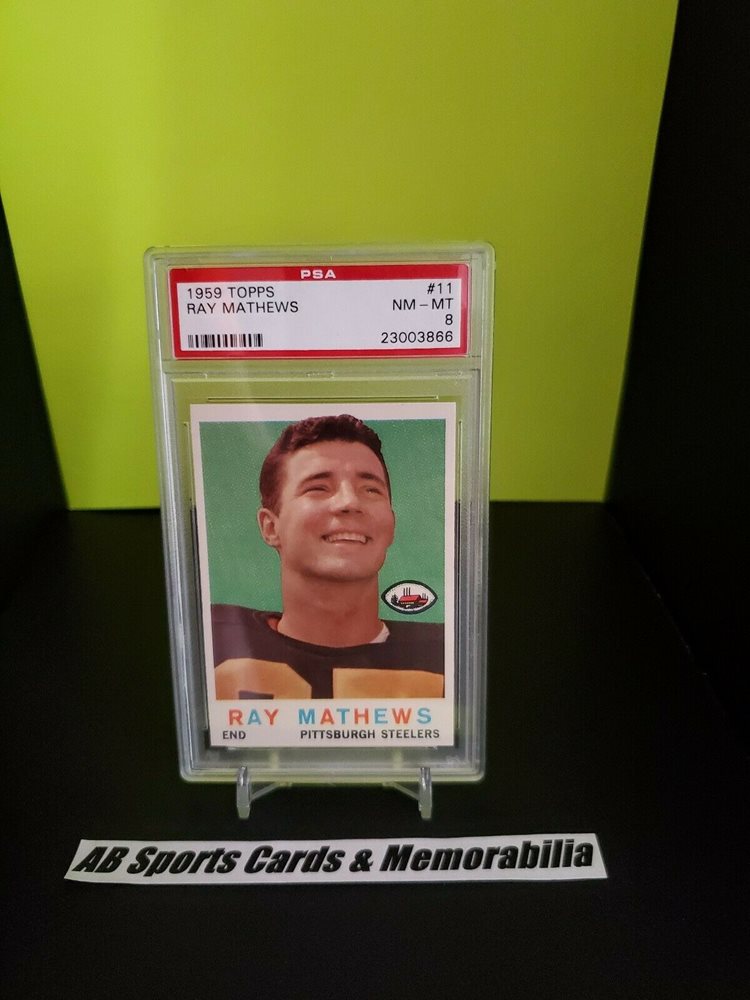 PSA
1959 TOPPS #11
RAY MATHEWS NM-MT
8
23003866
RAY MATHEWS
END PITTSBURGH STEELERS
AB Sports Cards & Memorabilia